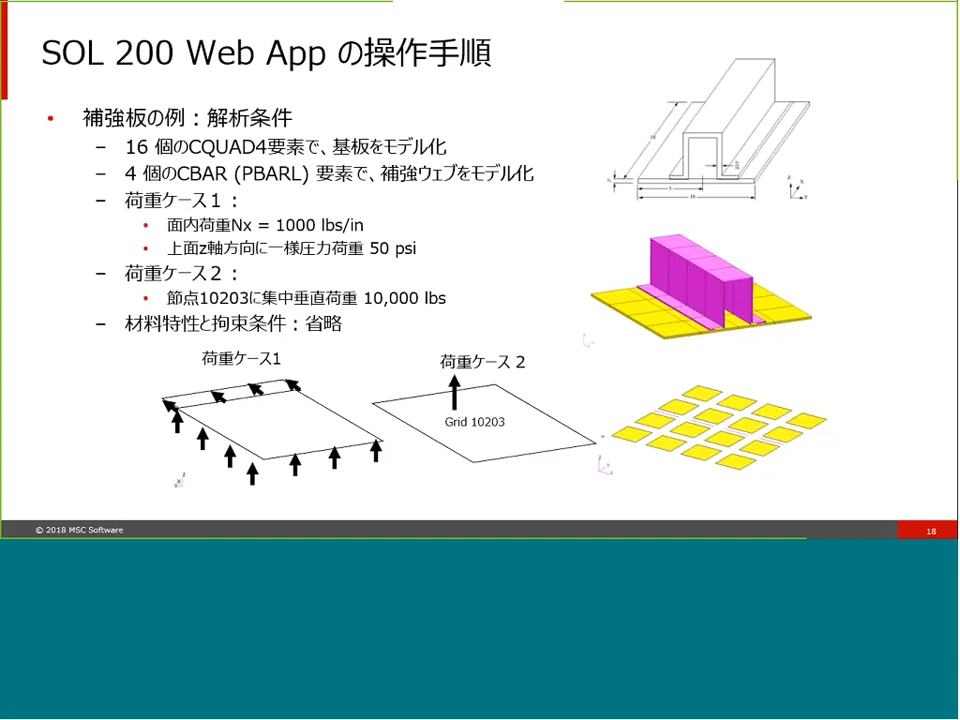 SOL 200 Web App の操作手順
• 補強板の例：解析条件
– 16 個のCQUAD4要素で、基板をモデル化
– 4 個のCBAR (PBARL) 要素で、補強ウェブをモデル化
– 荷重ケース１：
• 面内荷重Nx = 1000 lbs/in
• 上面z軸方向に一様圧力荷重 50 psi
– 荷重ケース２：
• 節点10203に集中垂直荷重 10,000 lbs
– 材料特性と拘束条件：省略
荷重ケース1
荷重ケース 2
Grid 10203
© 2018 MSC Software
18